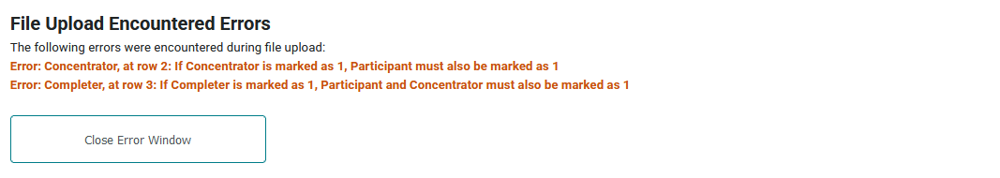 File Upload Encountered Errors
The following errors were encountered during file upload:
Error: Concentrator, at row 2: If Concentrator is marked as 1, Participant must also be marked as 1
Error: Completer, at row 3: If Completer is marked as 1, Participant and Concentrator must also be marked as 1
Close Error Window